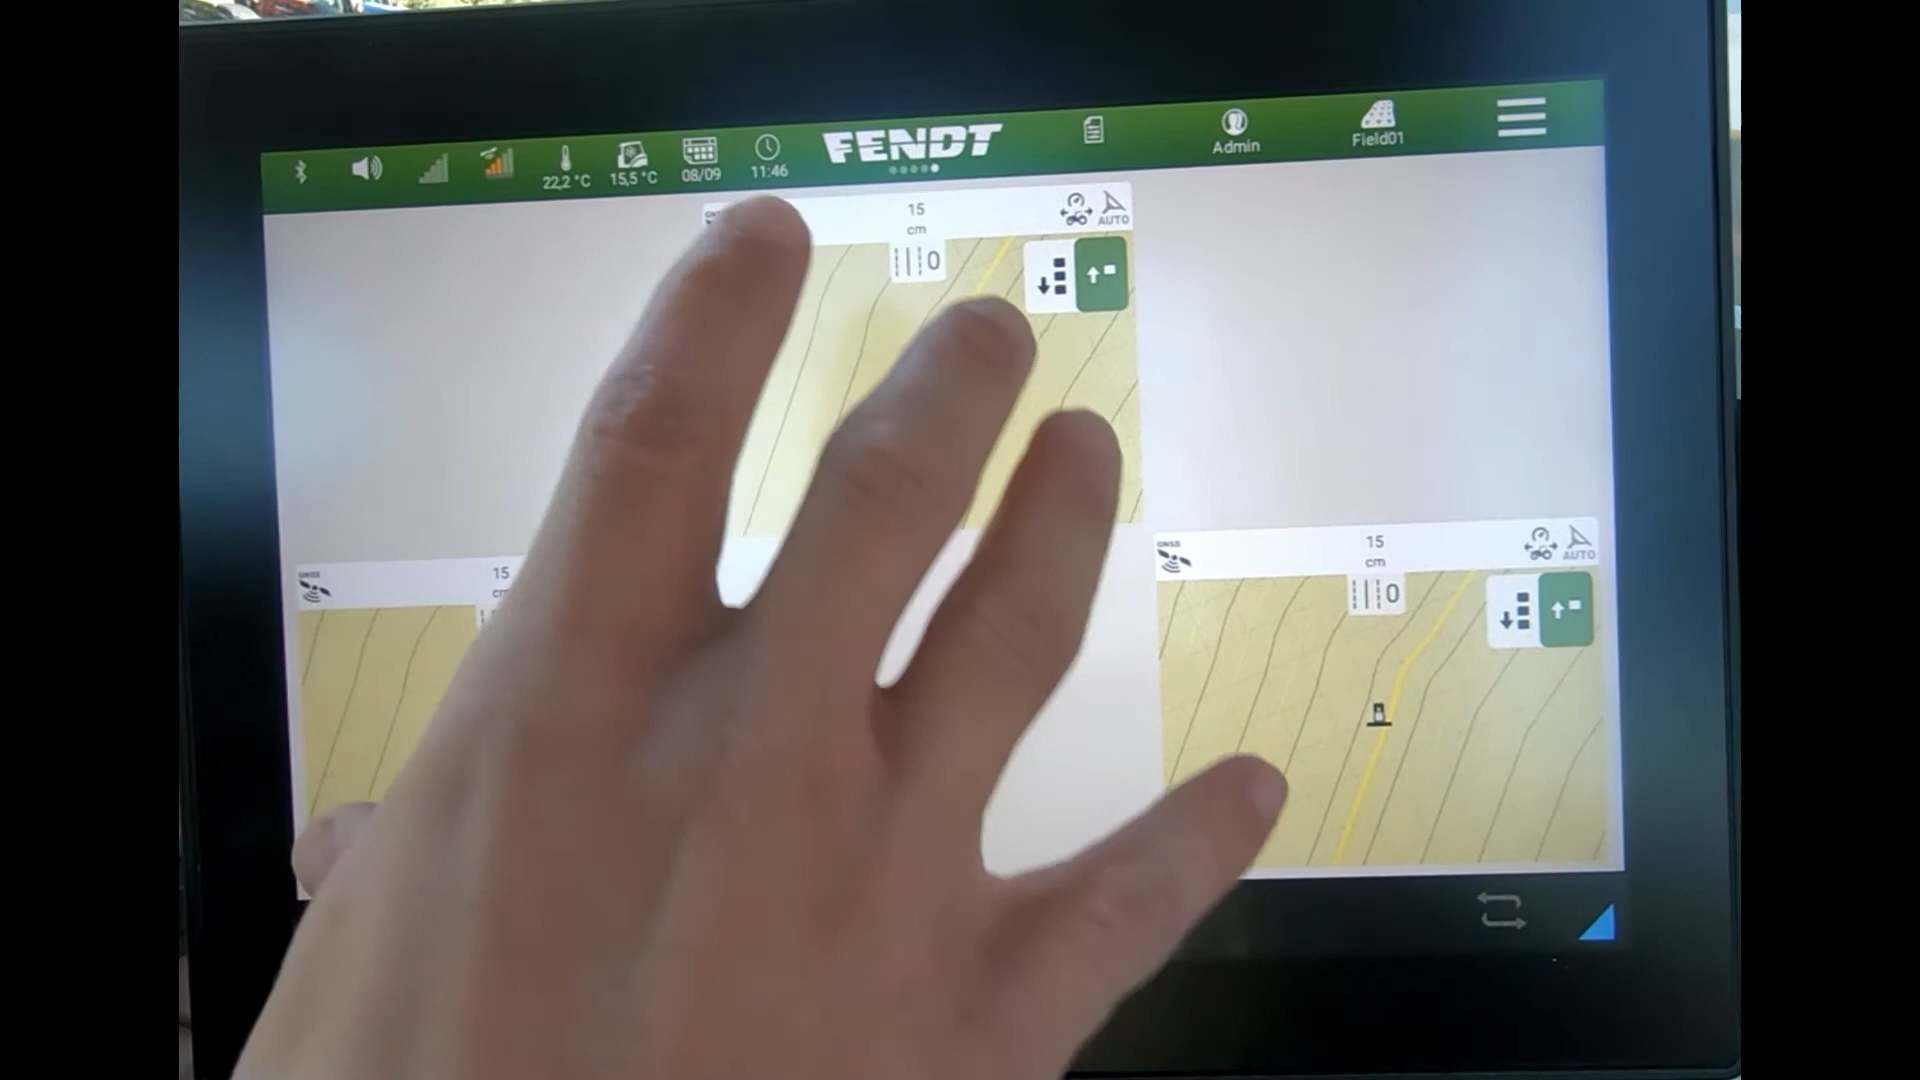 22,2 °C
15,5 °C
08/09
11:46
FENDT
Admin
Field01
15
cm
AUTO
0
GNSS
15
GNSS
15
cm
AUTO
0